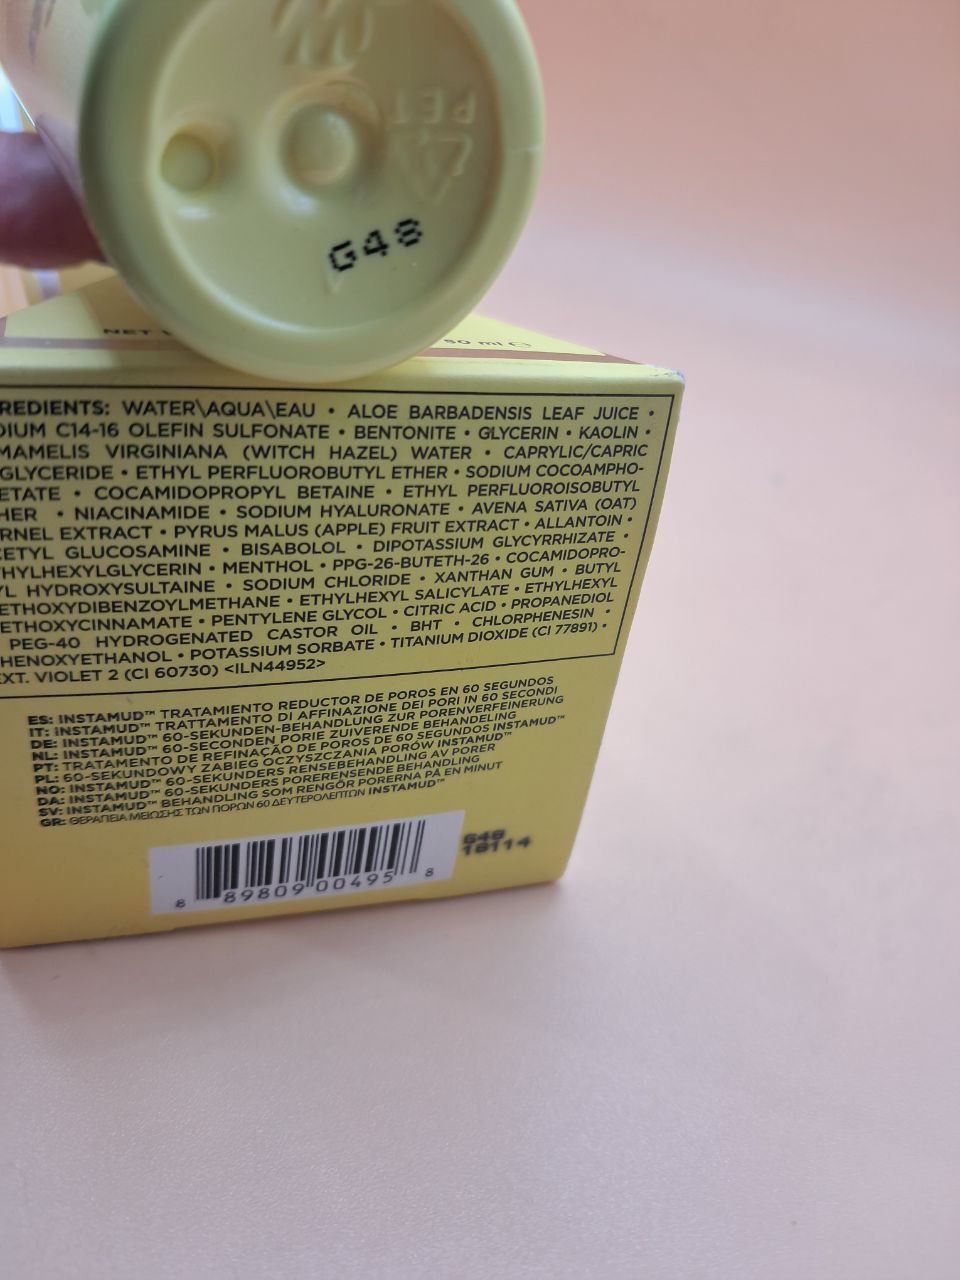 PET
G48
NET
50 ml ℮
REDIENTS: WATER\AQUA\EAU • ALOE BARBADENSIS LEAF JUICE •
DIUM C14-16 OLEFIN SULFONATE • BENTONITE • GLYCERIN • KAOLIN •
MAMELIS VIRGINIANA (WITCH HAZEL) WATER • CAPRYLIC/CAPRIC
GLYCERIDE • ETHYL PERFLUOROBUTYL ETHER • SODIUM COCOAMPHO-
ETATE • COCAMIDOPROPYL BETAINE • ETHYL PERFLUOROISOBUTYL
HER • NIACINAMIDE • SODIUM HYALURONATE • AVENA SATIVA (OAT)
RNEL EXTRACT • PYRUS MALUS (APPLE) FRUIT EXTRACT • ALLANTOIN •
CETYL GLUCOSAMINE • BISABOLOL • DIPOTASSIUM GLYCYRRHIZATE •
HYLHEXYLGLYCERIN • MENTHOL • PPG-26-BUTETH-26 • COCAMIDOPRO-
YL HYDROXYSULTAINE • SODIUM CHLORIDE • XANTHAN GUM • BUTYL
ETHOXYDIBENZOYLMETHANE • ETHYLHEXYL SALICYLATE • ETHYLHEXYL
ETHOXYCINNAMATE • PENTYLENE GLYCOL • CITRIC ACID • PROPANEDIOL
PEG-40 HYDROGENATED CASTOR OIL • BHT • CHLORPHENESIN •
HENOXYETHANOL • POTASSIUM SORBATE • TITANIUM DIOXIDE (CI 77891) •
EXT. VIOLET 2 (CI 60730) <ILN44952>
ES: INSTAMUD™ TRATAMIENTO REDUCTOR DE POROS EN 60 SEGUNDOS
IT: INSTAMUD™ TRATTAMENTO DI AFFINAZIONE DEI PORI IN 60 SECONDI
DE: INSTAMUD™ 60-SEKUNDEN-BEHANDLUNG ZUR PORENVERFEINERUNG
NL: INSTAMUD™ 60-SECONDEN PORIE ZUIVERENDE BEHANDELING
PT: TRATAMENTO DE REFINAÇÃO DE POROS DE 60 SEGUNDOS INSTAMUD™
PL: 60-SEKUNDOWY ZABIEG OCZYSZCZANIA PORÓW INSTAMUD™
NO: INSTAMUD™ 60-SEKUNDERS RENSEBEHANDLING AV PORER
DA: INSTAMUD™ 60-SEKUNDERS PORERENSENDE BEHANDLING
SV: INSTAMUD™ BEHANDLING SOM RENGÖR PORERNA PÅ EN MINUT
GR: ΘΕΡΑΠΕΙΑ ΜΕΙΩΣΗΣ ΤΩΝ ΠΟΡΩΝ 60 ΔΕΥΤΕΡΟΛΕΠΤΩΝ INSTAMUD™
8 89809 00495 8
G48
18114